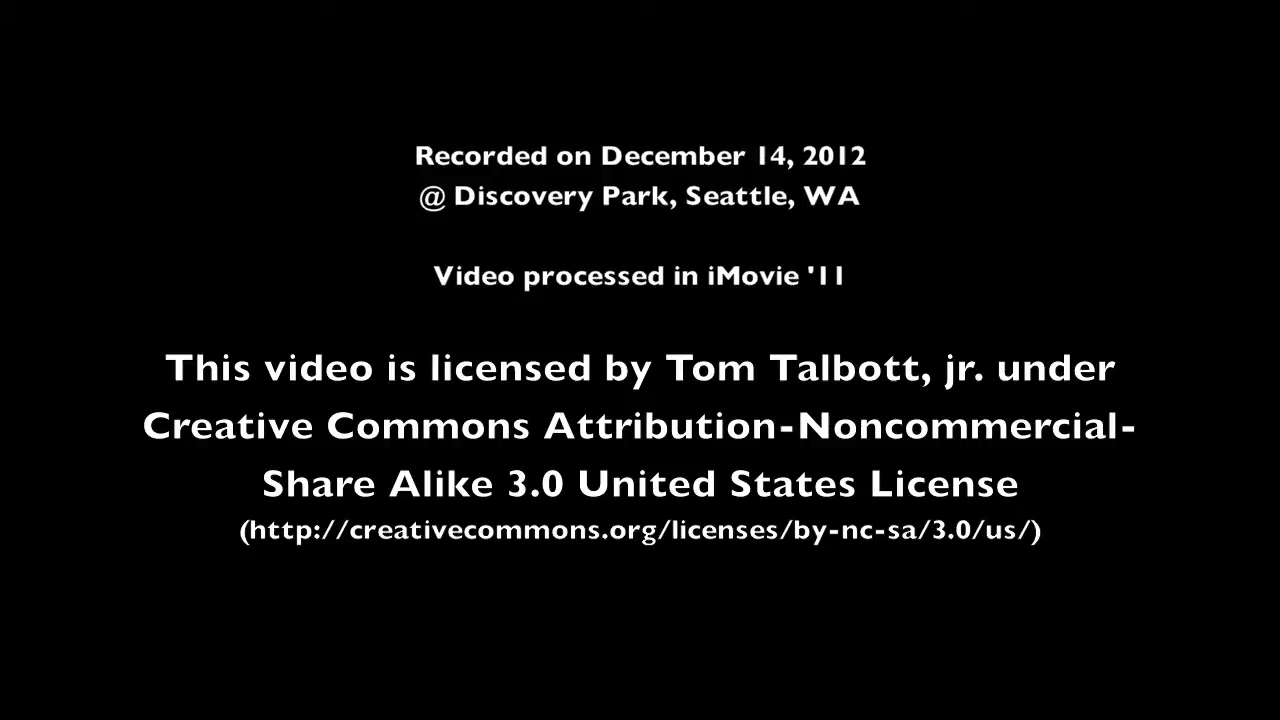 Recorded on December 14, 2012
@ Discovery Park, Seattle, WA
Video processed in iMovie '11
This video is licensed by Tom Talbott, jr. under
Creative Commons Attribution-Noncommercial-
Share Alike 3.0 United States License
(http://creativecommons.org/licenses/by-nc-sa/3.0/us/)